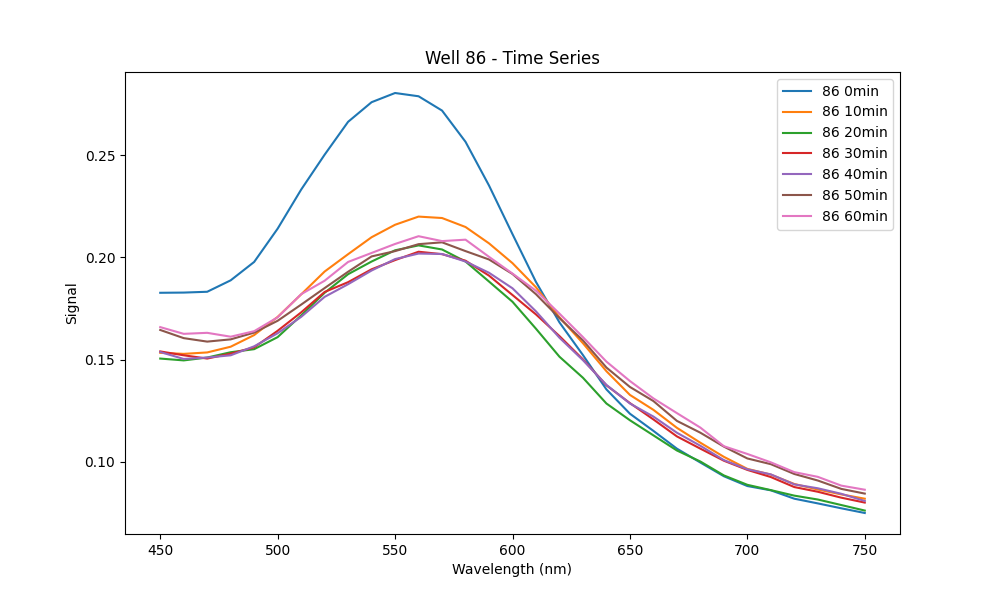 Well 86 - Time Series
86 0min
86 10min
86 20min
86 30min
86 40min
86 50min
86 60min
Signal
0.25
0.20
0.15
0.10
450 500 550 600 650 700 750
Wavelength (nm)